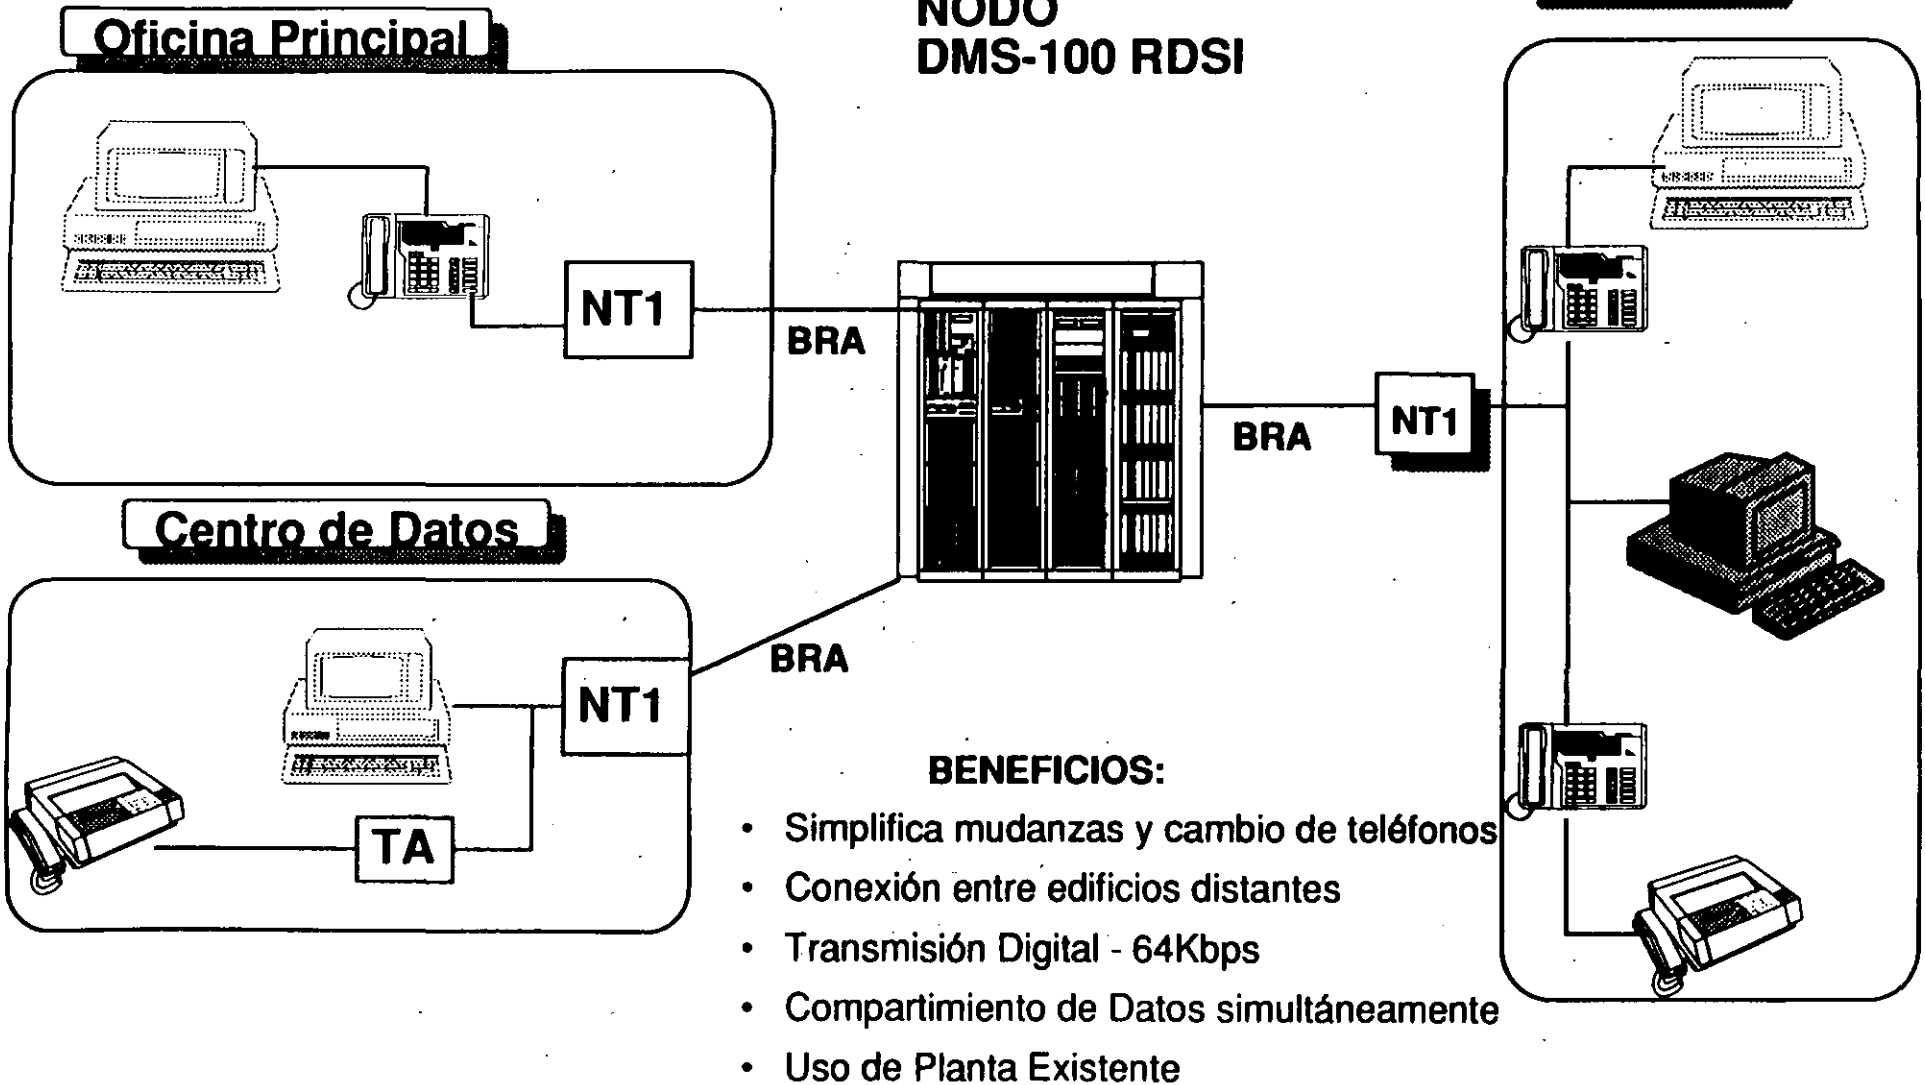 NODO
DMS-100 RDSI
Oficina Principal
NT1
BRA
BRA
NT1
Centro de Datos
BRA
NT1
TA
BENEFICIOS:
• Simplifica mudanzas y cambio de teléfonos
• Conexión entre edificios distantes
• Transmisión Digital - 64Kbps
• Compartimiento de Datos simultáneamente
• Uso de Planta Existente